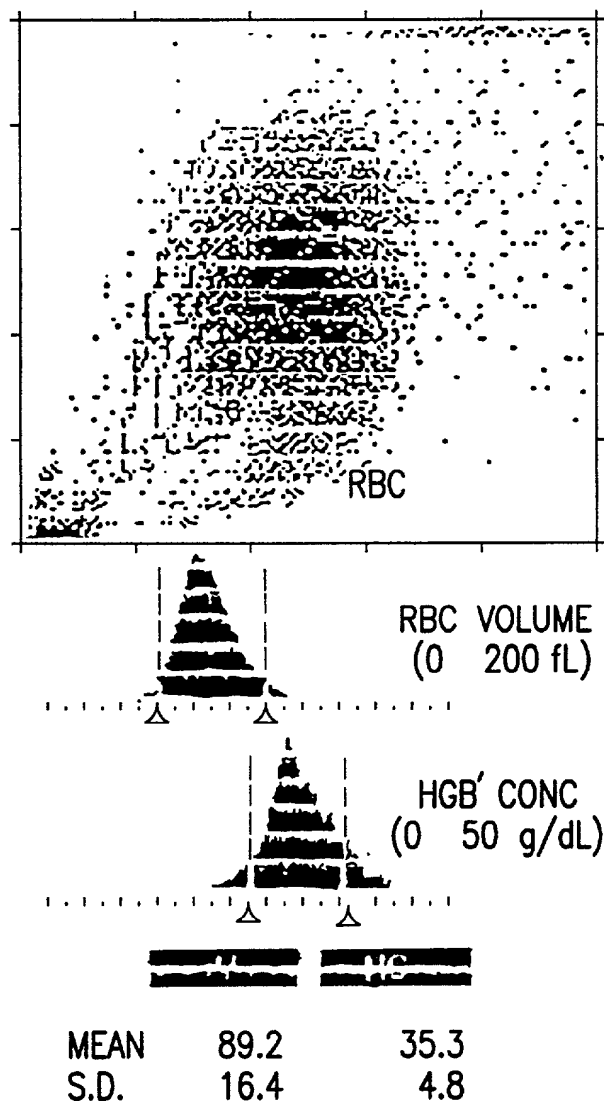 RBC
RBC VOLUME
(0 200 fL)
HGB' CONC
(0 50 g/dL)
MEAN 89.2 35.3
S.D. 16.4 4.8